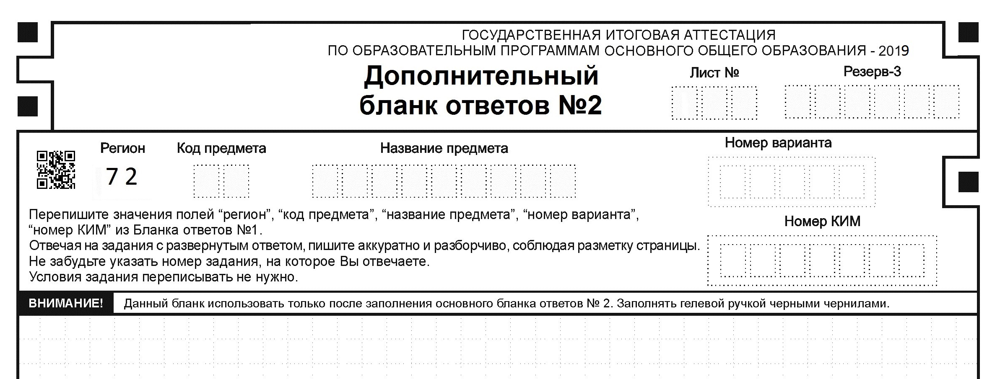 ГОСУДАРСТВЕННАЯ ИТОГОВАЯ АТТЕСТАЦИЯ
ПО ОБРАЗОВАТЕЛЬНЫМ ПРОГРАММАМ ОСНОВНОГО ОБЩЕГО ОБРАЗОВАНИЯ - 2019
Дополнительный
бланк ответов №2
Лист №
Резерв-3
Регион
Код предмета
Название предмета
Номер варианта
7 2
Перепишите значения полей “регион”, “код предмета”, “название предмета”, “номер варианта”,
“номер КИМ” из Бланка ответов №1.
Отвечая на задания с развернутым ответом, пишите аккуратно и разборчиво, соблюдая разметку страницы.
Не забудьте указать номер задания, на которое Вы отвечаете.
Условия задания переписывать не нужно.
Номер КИМ
ВНИМАНИЕ! Данный бланк использовать только после заполнения основного бланка ответов № 2. Заполнять гелевой ручкой черными чернилами.